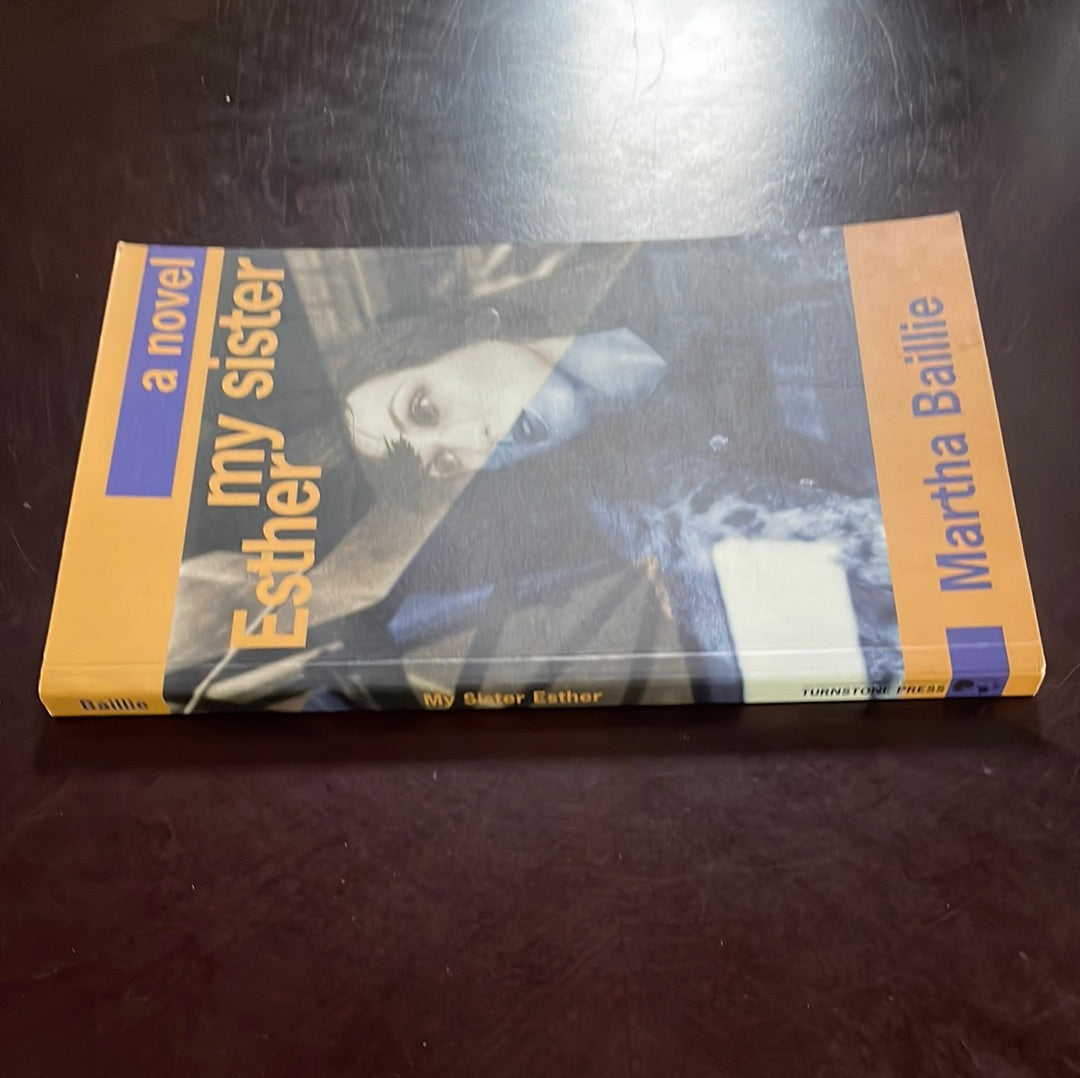 a novel
my sister
Esther
Martha Baillie
Baillie
My Sister Esther
TURNSTONE PRESS